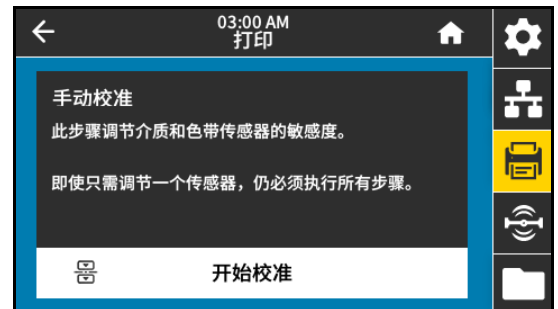 03:00 AM
打印
手动校准
此步骤调节介质和色带传感器的敏感度。
即使只需调节一个传感器，仍必须执行所有步骤。
开始校准